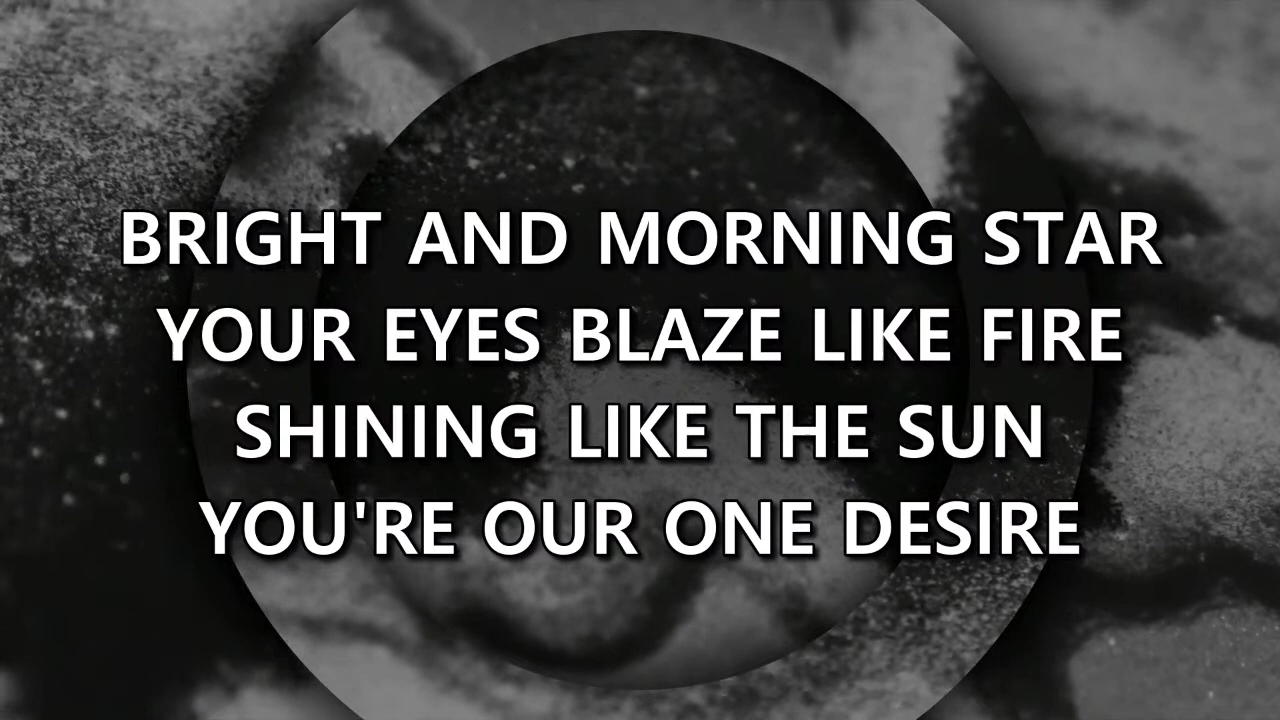 BRIGHT AND MORNING STAR
YOUR EYES BLAZE LIKE FIRE
SHINING LIKE THE SUN
YOU'RE OUR ONE DESIRE